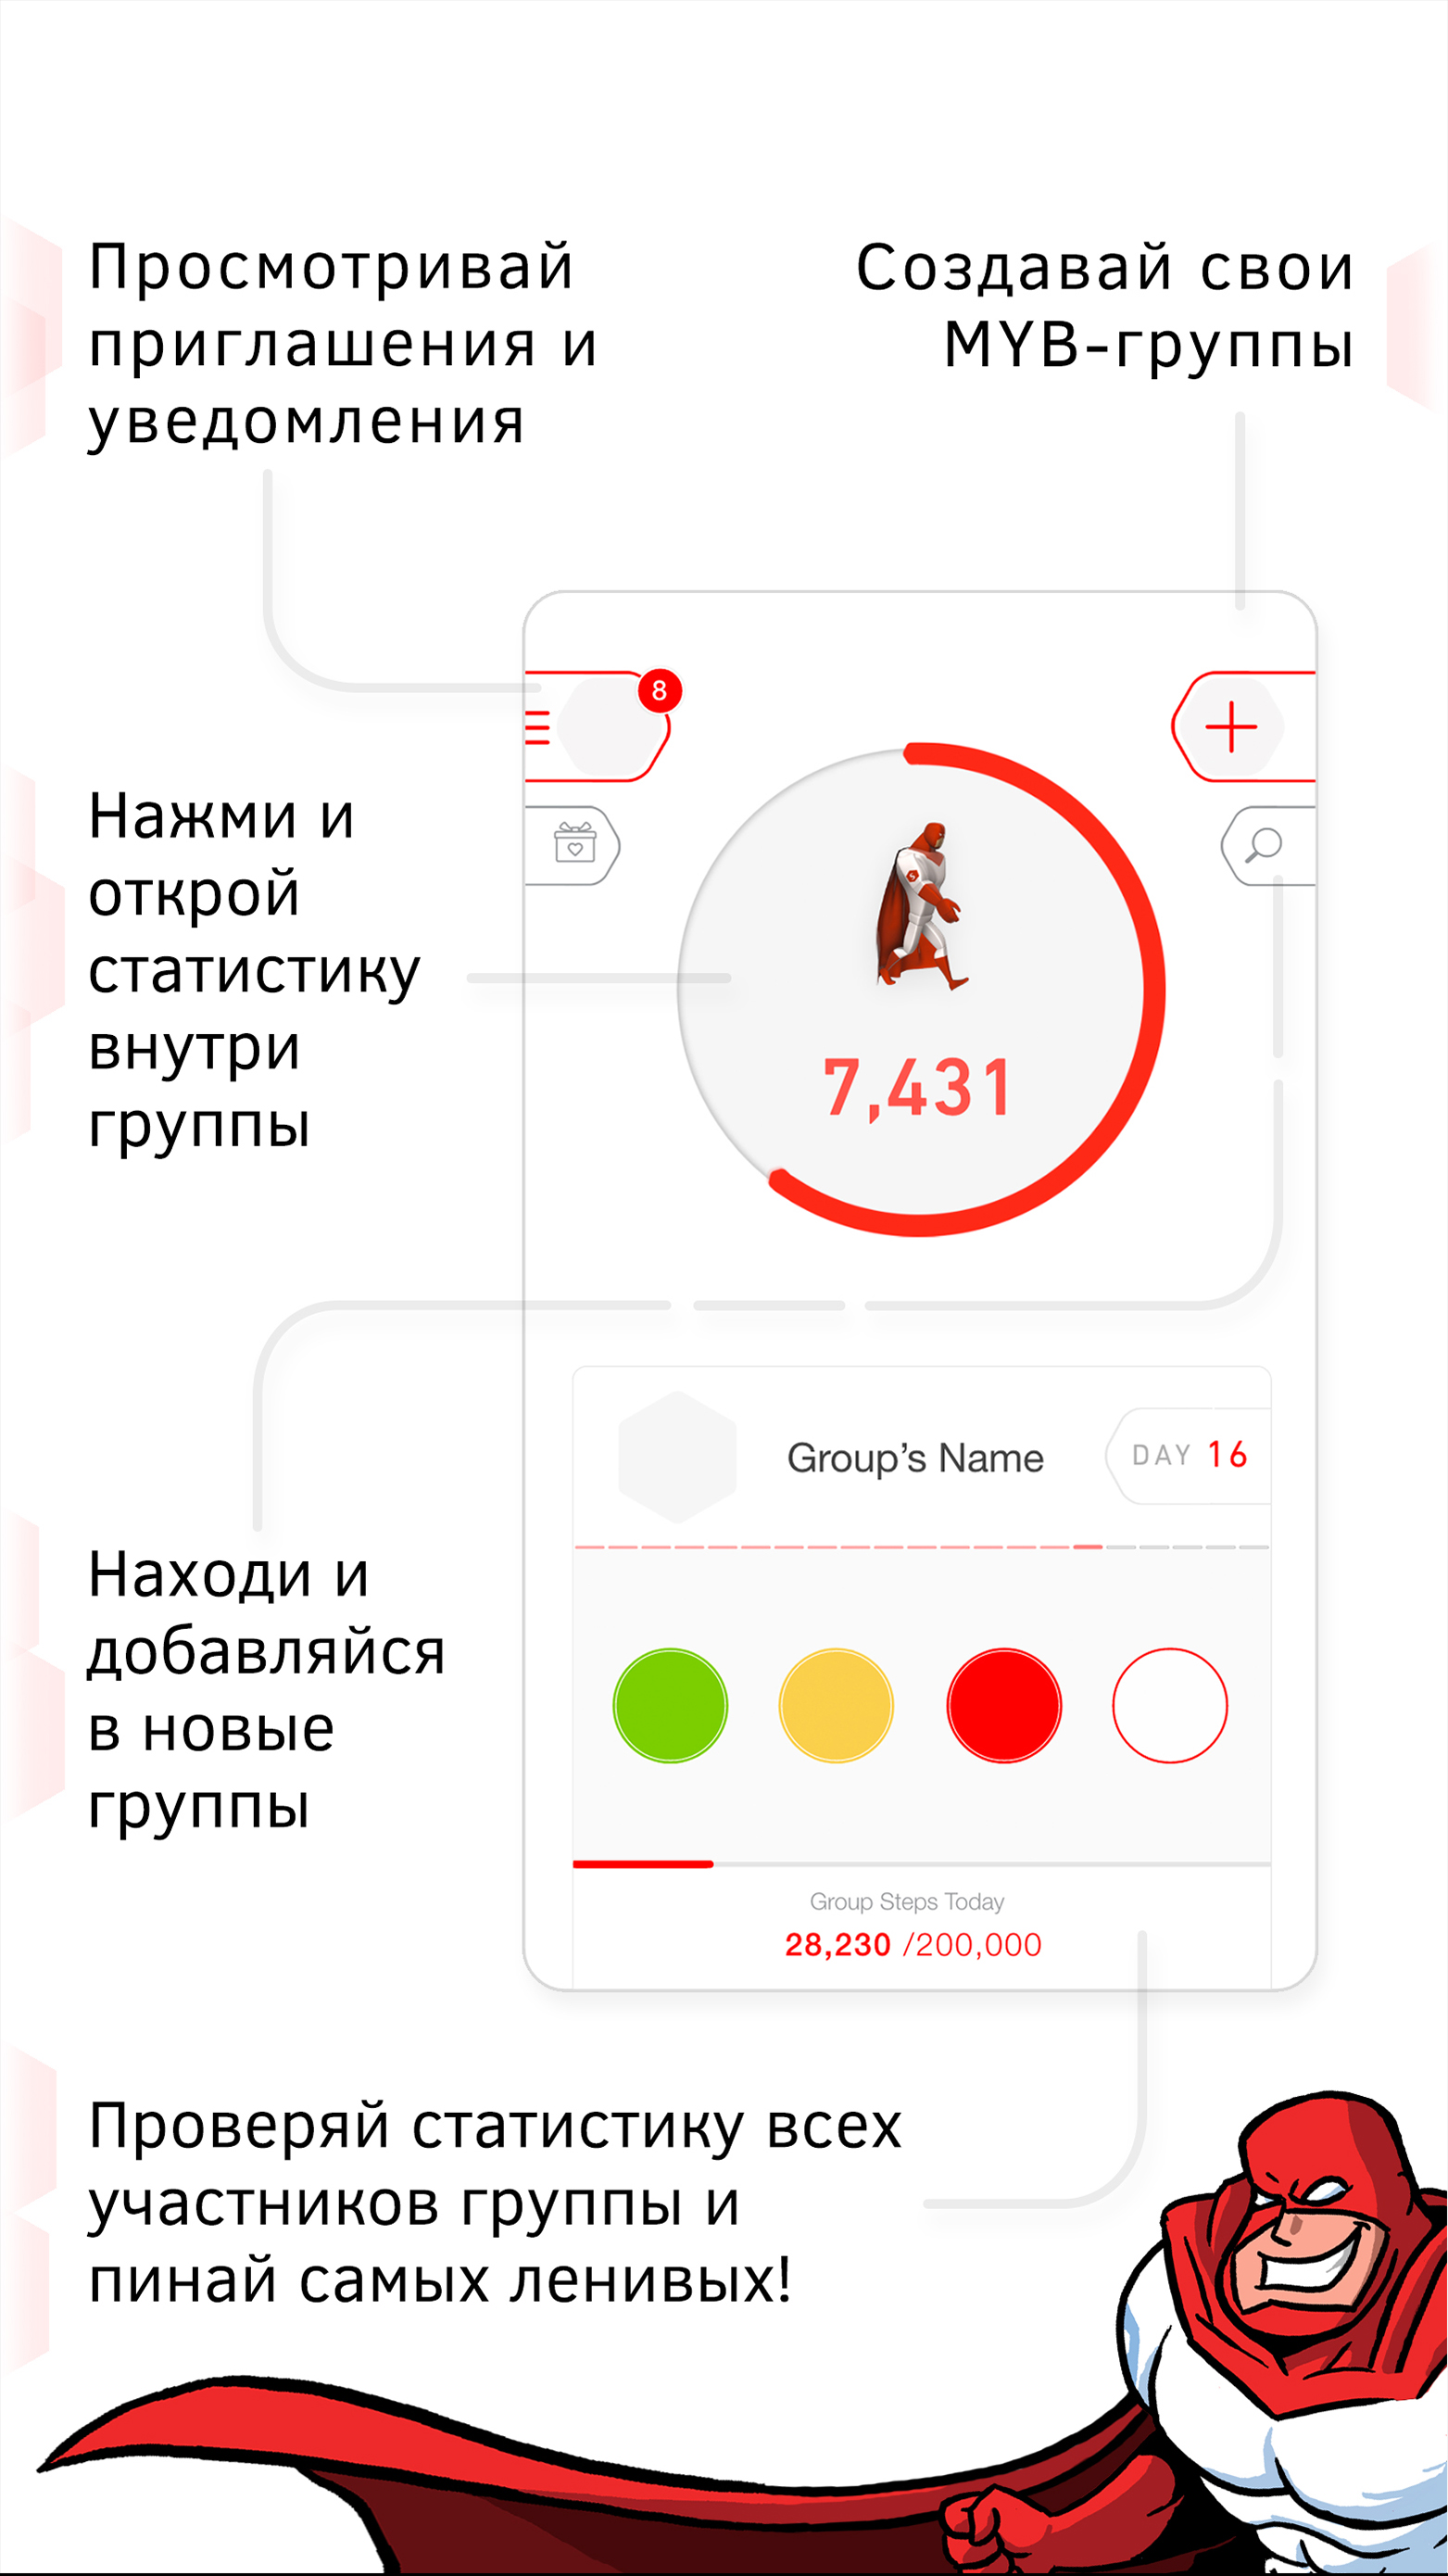 Просмотривай
приглашения и
уведомления
Создавай свои
MYB-группы
8
Нажми и
открой
статистику
внутри
группы
7,431
Group's Name
DAY 16
Находи и
добавляйся
в новые
группы
Group Steps Today
28,230 /200,000
Проверяй статистику всех
участников группы и
пинай самых ленивых!